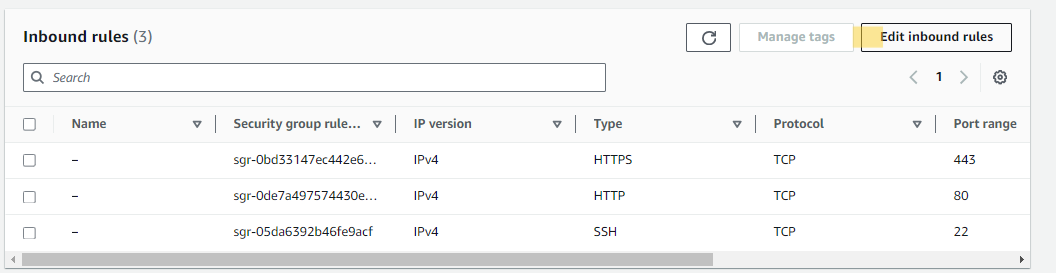 Inbound rules (3) Manage tags Edit inbound rules
Search 1
Name Security group rule... IP version Type Protocol Port range
– sgr-0bd33147ec442e6... IPv4 HTTPS TCP 443
– sgr-0de7a497574430e... IPv4 HTTP TCP 80
– sgr-05da6392b46fe9acf IPv4 SSH TCP 22